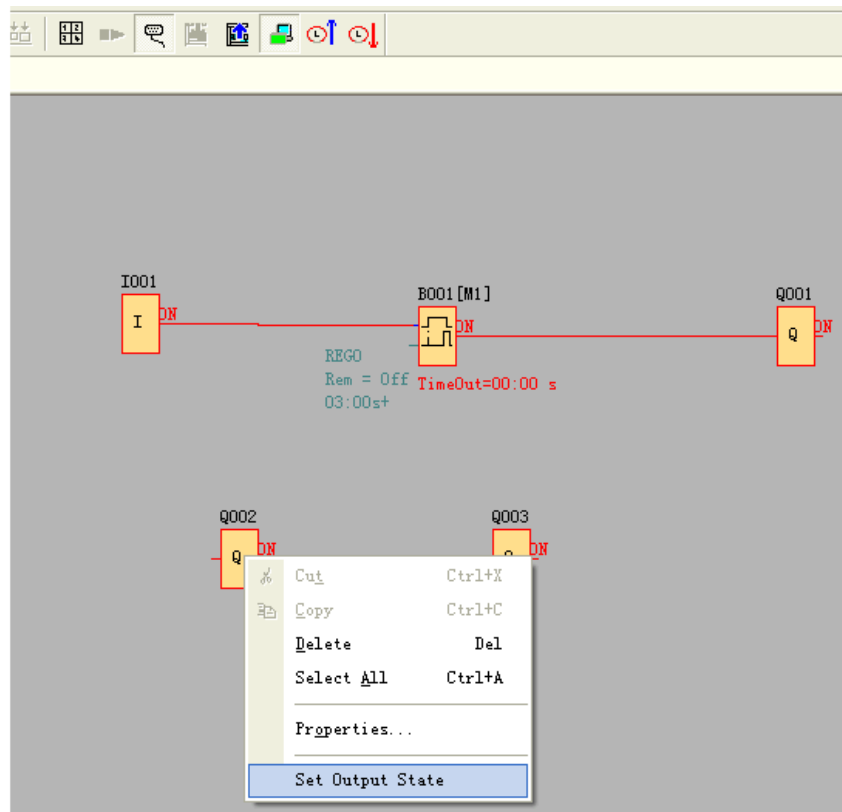 I001
I
ON
B001[M1]
ON
REGO
Rem = Off
03:00s+
TimeOut=00:00 s
Q001
Q
ON
Q002
Q
ON
Q003
ON
Cut Ctrl+X
Copy Ctrl+C
Delete Del
Select All Ctrl+A
Properties...
Set Output State